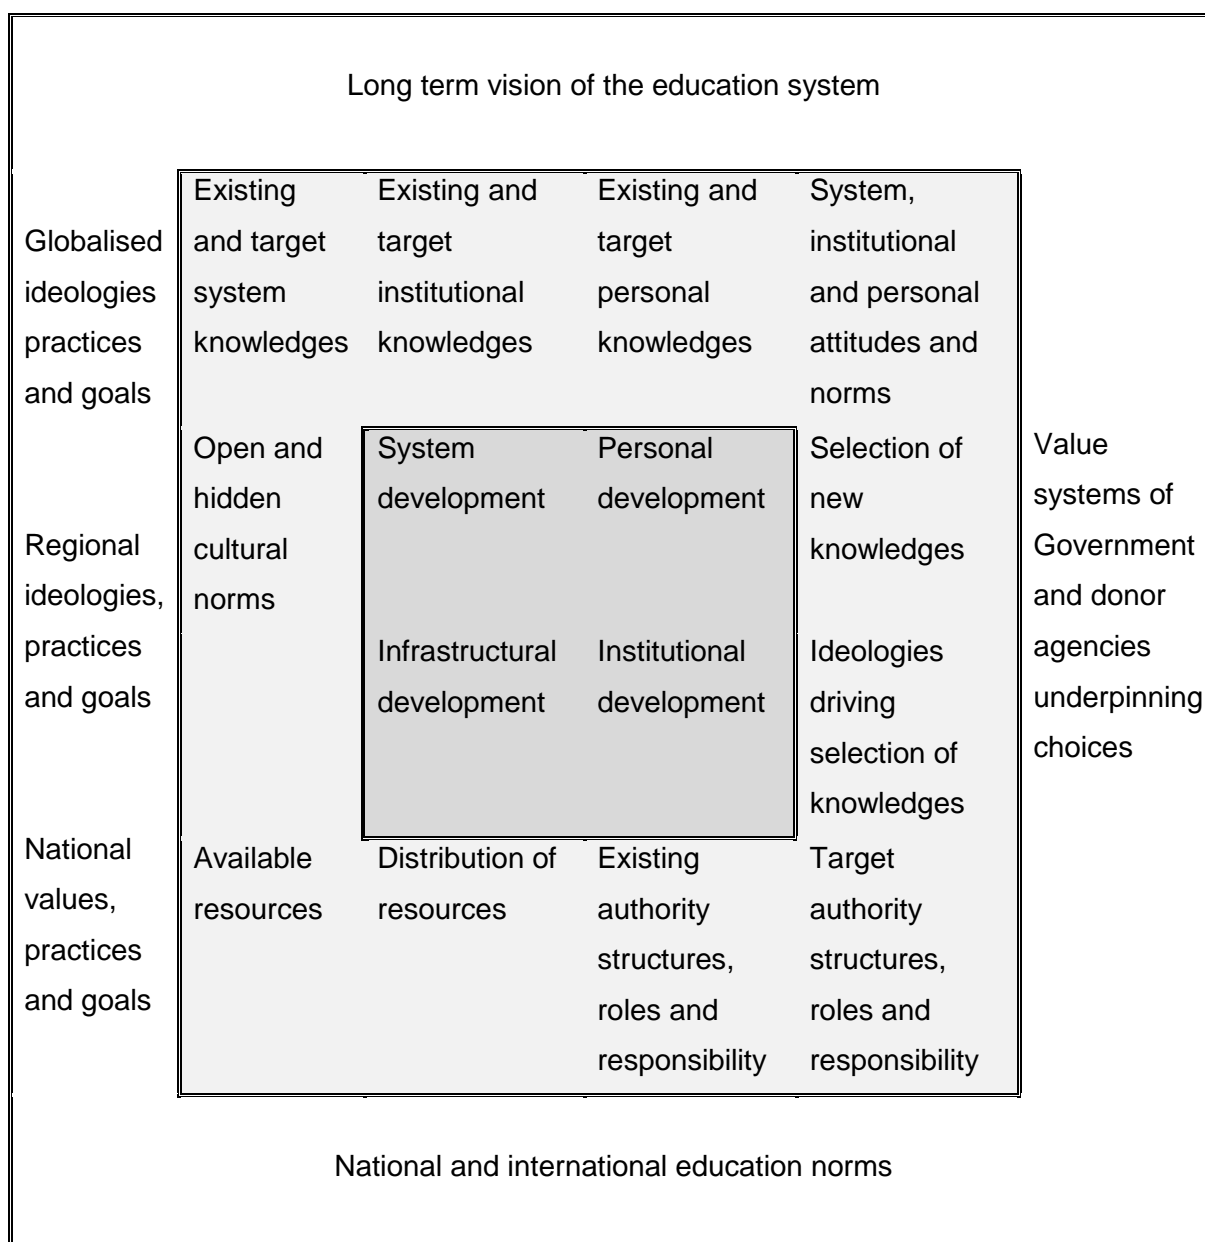 Long term vision of the education system
Globalised
ideologies
practices
and goals
Existing
and target
system
knowledges
Existing and
target
institutional
knowledges
Existing and
target
personal
knowledges
System,
institutional
and personal
attitudes and
norms
Regional
ideologies,
practices
and goals
Open and
hidden
cultural
norms
System
development
Personal
development
Selection of
new
knowledges
Infrastructural
development
Institutional
development
Ideologies
driving
selection of
knowledges
Value
systems of
Government
and donor
agencies
underpinning
choices
National
values,
practices
and goals
Available
resources
Distribution of
resources
Existing
authority
structures,
roles and
responsibility
Target
authority
structures,
roles and
responsibility
National and international education norms